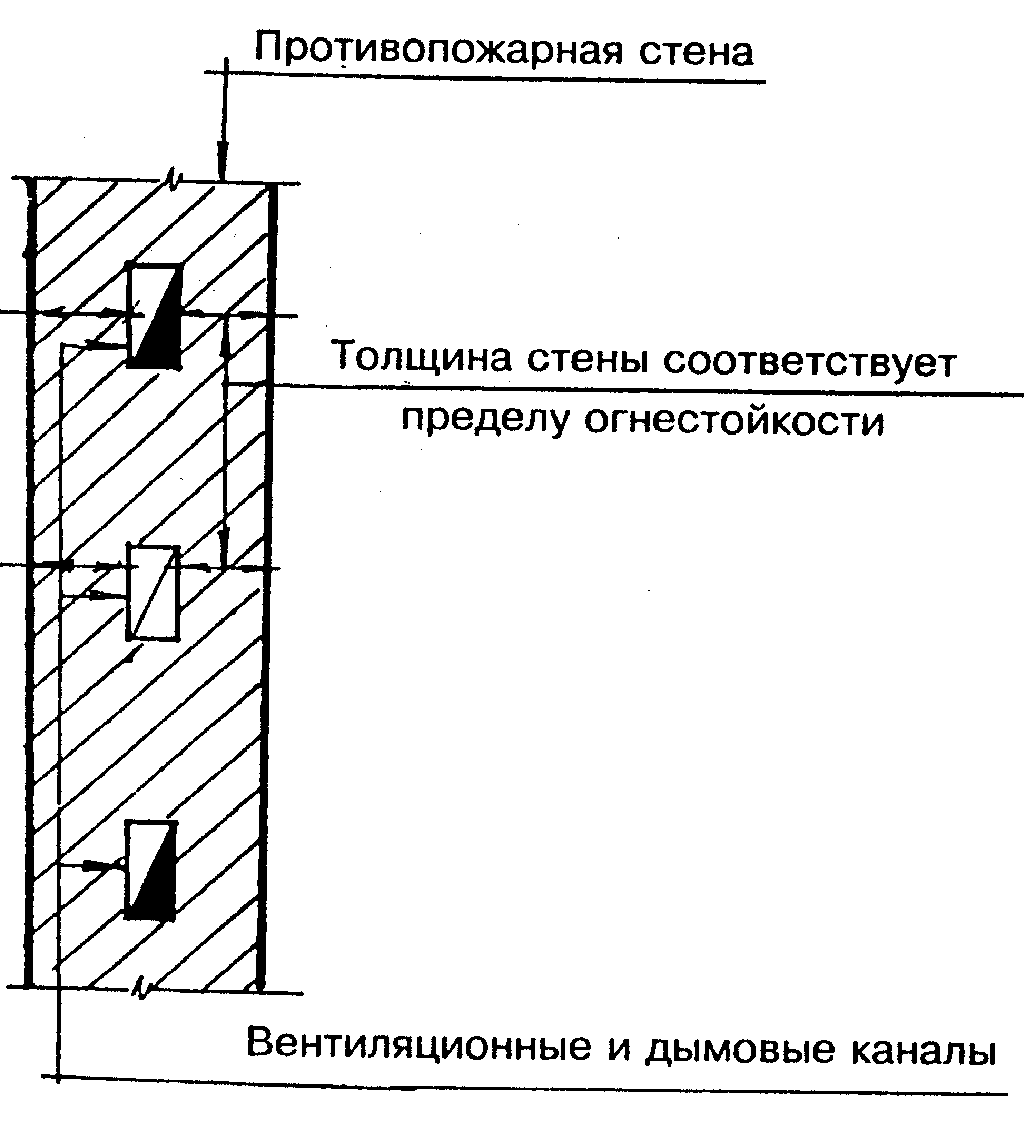 Противопожарная стена
Толщина стены соответствует
пределу огнестойкости
Вентиляционные и дымовые каналы